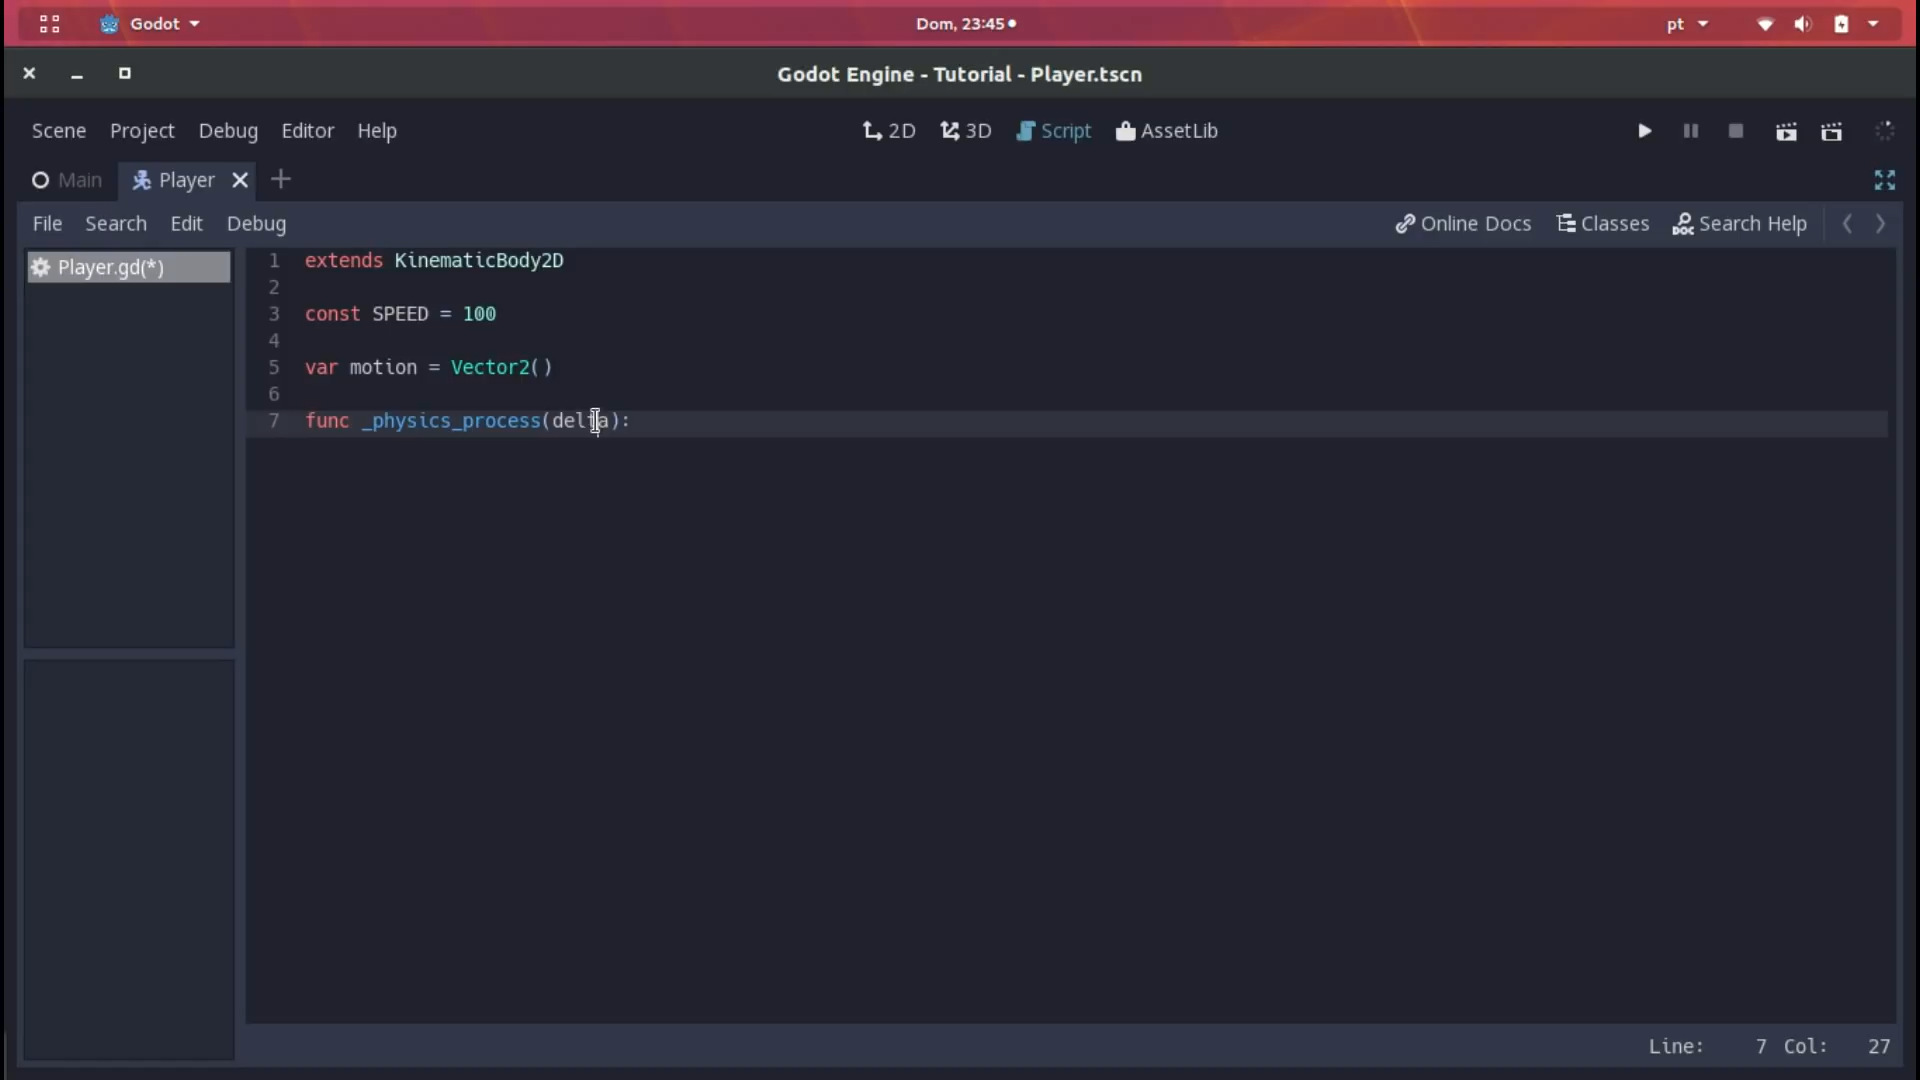 Godot
Dom, 23:45
pt
Godot Engine - Tutorial - Player.tscn
Scene Project Debug Editor Help
2D 3D Script AssetLib
Main Player
File Search Edit Debug
Online Docs Classes Search Help
Player.gd(*)
1 extends KinematicBody2D
2
3 const SPEED = 100
4
5 var motion = Vector2()
6
7 func _physics_process(delta):
Line: 7 Col: 27